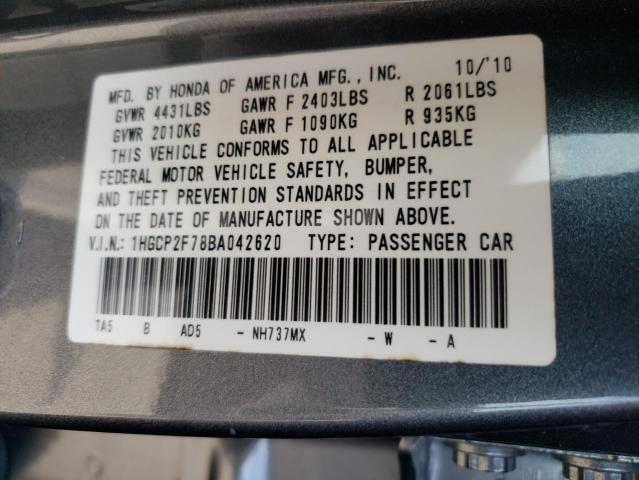 MFD. BY HONDA OF AMERICA MFG., INC. 10/'10
GVWR 4431LBS GAWR F 2403LBS R 2061LBS
GVWR 2010KG GAWR F 1090KG R 935KG
THIS VEHICLE CONFORMS TO ALL APPLICABLE
FEDERAL MOTOR VEHICLE SAFETY, BUMPER,
AND THEFT PREVENTION STANDARDS IN EFFECT
ON THE DATE OF MANUFACTURE SHOWN ABOVE.
V.I.N.: 1HGCP2F78BA042620 TYPE: PASSENGER CAR
TA5 B AD5 - NH737MX - W - A